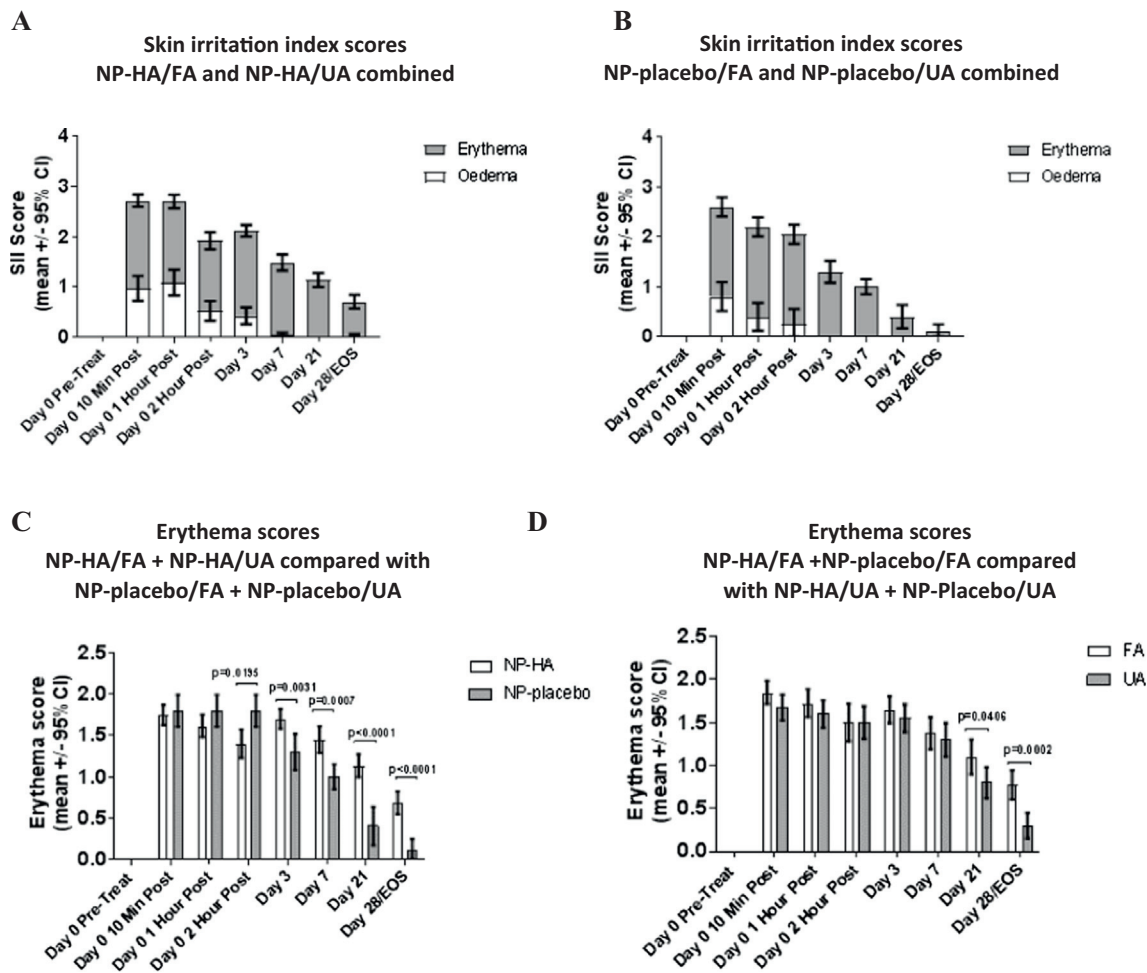 A
Skin irritation index scores
NP-HA/FA and NP-HA/UA combined
SII Score
(mean +/- 95% CI)
4
3
2
1
0
Erythema
Oedema
Day 0 Pre-Treat
Day 0 10 Min Post
Day 0 1 Hour Post
Day 0 2 Hour Post
Day 3
Day 7
Day 21
Day 28/EOS
B
Skin irritation index scores
NP-placebo/FA and NP-placebo/UA combined
SII Score
(mean +/- 95% CI)
4
3
2
1
0
Erythema
Oedema
Day 0 Pre-Treat
Day 0 10 Min Post
Day 0 1 Hour Post
Day 0 2 Hour Post
Day 3
Day 7
Day 21
Day 28/EOS
C
Erythema scores
NP-HA/FA + NP-HA/UA compared with
NP-placebo/FA + NP-placebo/UA
Erythema score
(mean +/- 95% CI)
2.5
2.0
1.5
1.0
0.5
0.0
NP-HA
NP-placebo
p=0.0195
p=0.0031
p=0.0007
p<0.0001
p<0.0001
Day 0 Pre-Treat
Day 0 10 Min Post
Day 0 1 Hour Post
Day 0 2 Hour Post
Day 3
Day 7
Day 21
Day 28/EOS
D
Erythema scores
NP-HA/FA +NP-placebo/FA compared
with NP-HA/UA + NP-Placebo/UA
Erythema score
(mean +/- 95% CI)
2.5
2.0
1.5
1.0
0.5
0.0
FA
UA
p=0.0406
p=0.0002
Day 0 Pre-Treat
Day 0 10 Min Post
Day 0 1 Hour Post
Day 0 2 Hour Post
Day 3
Day 7
Day 21
Day 28/EOS